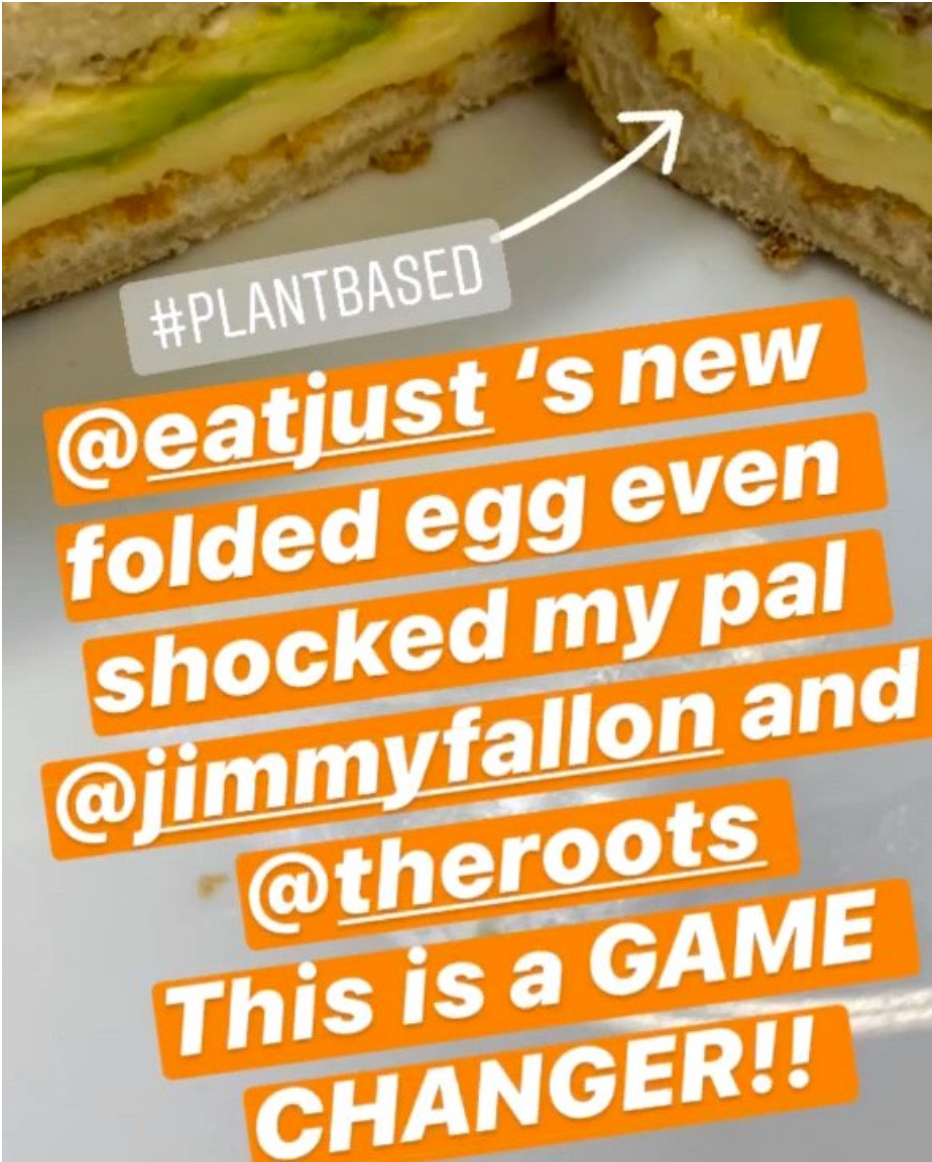 #PLANTBASED
@eatjust ‘s new
folded egg even
shocked my pal
@jimmyfallon and
@theroots
This is a GAME
CHANGER!!